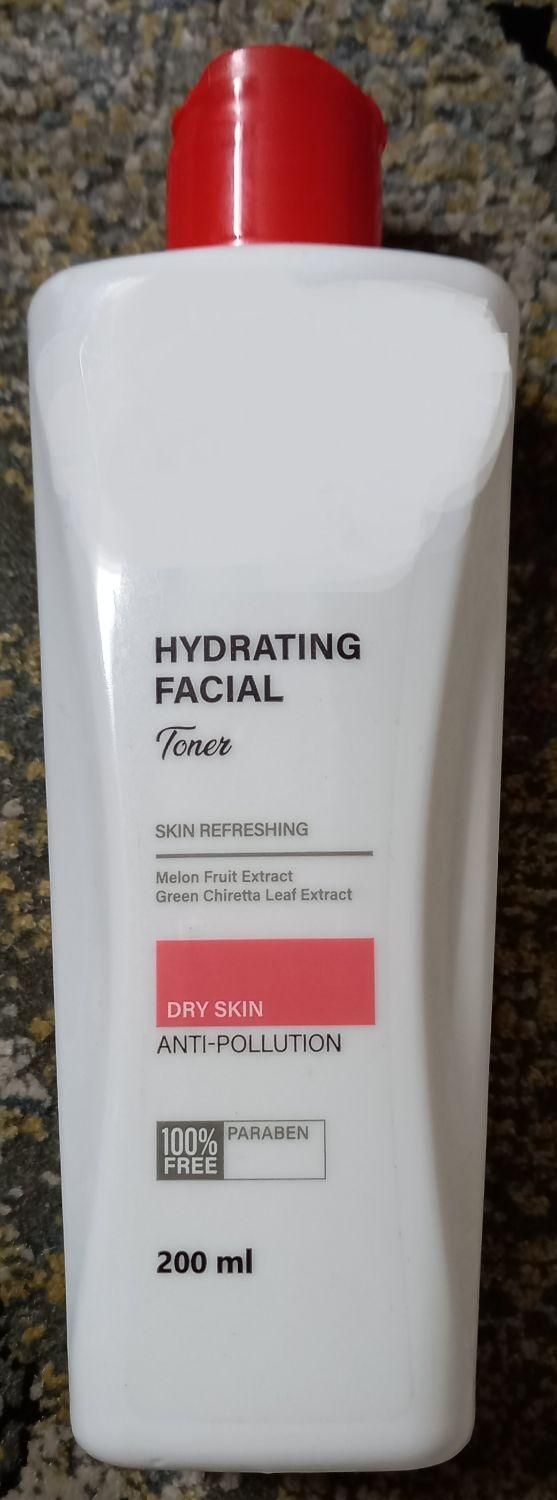 HYDRATING
FACIAL
Toner
SKIN REFRESHING
Melon Fruit Extract
Green Chiretta Leaf Extract
DRY SKIN
ANTI-POLLUTION
100% PARABEN
FREE
200 ml